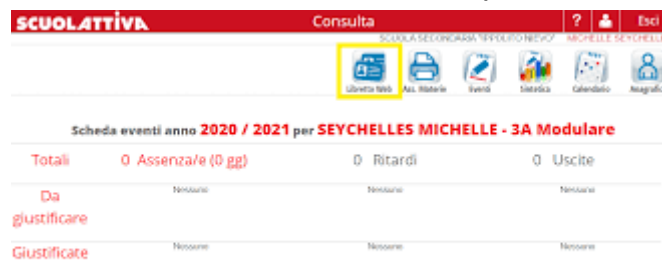 SCUOLATTIVA Consulta ? Esci
SCUOLA SECONDARIA "IPPOLITO NIEVO" MICHELLE SEYCHELLES
Libretto Web Ass. Materie Eventi Sintetica Calendario Anagrafic
Scheda eventi anno 2020 / 2021 per SEYCHELLES MICHELLE - 3A Modulare
Totali 0 Assenza/e (0 gg) 0 Ritardi 0 Uscite
Da giustificare Nessuno Nessuno Nessuno
Giustificate Nessuno Nessuno Nessuno